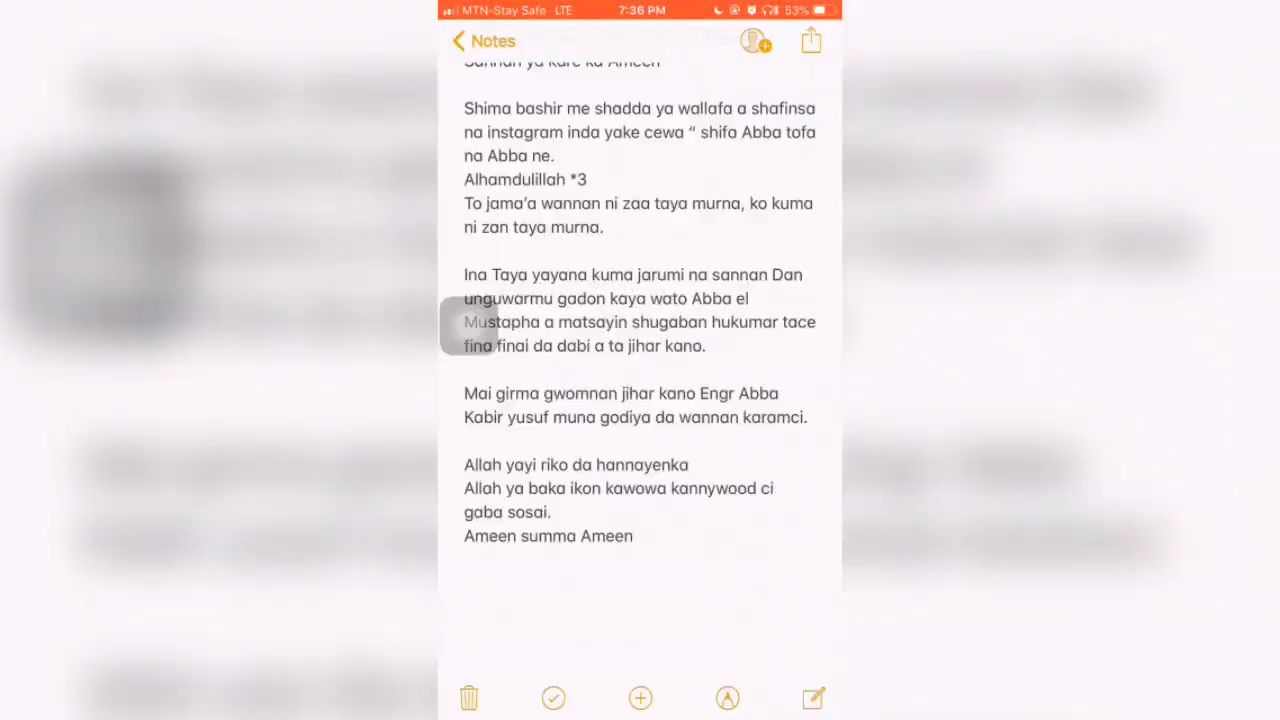 MTN-Stay Safe LTE 7:36 PM 53%
Notes
Sannan ya kare ka Ameen
Shima bashir me shadda ya wallafa a shafinsa
na instagram inda yake cewa “ shifa Abba tofa
na Abba ne.
Alhamdulillah *3
To jama’a wannan ni zaa taya murna, ko kuma
ni zan taya murna.
Ina Taya yayana kuma jarumi na sannan Dan
unguwarmu gadon kaya wato Abba el
Mustapha a matsayin shugaban hukumar tace
fina finai da dabi a ta jihar kano.
Mai girma gwomnan jihar kano Engr Abba
Kabir yusuf muna godiya da wannan karamci.
Allah yayi riko da hannayenka
Allah ya baka ikon kawowa kannywood ci
gaba sosai.
Ameen summa Ameen